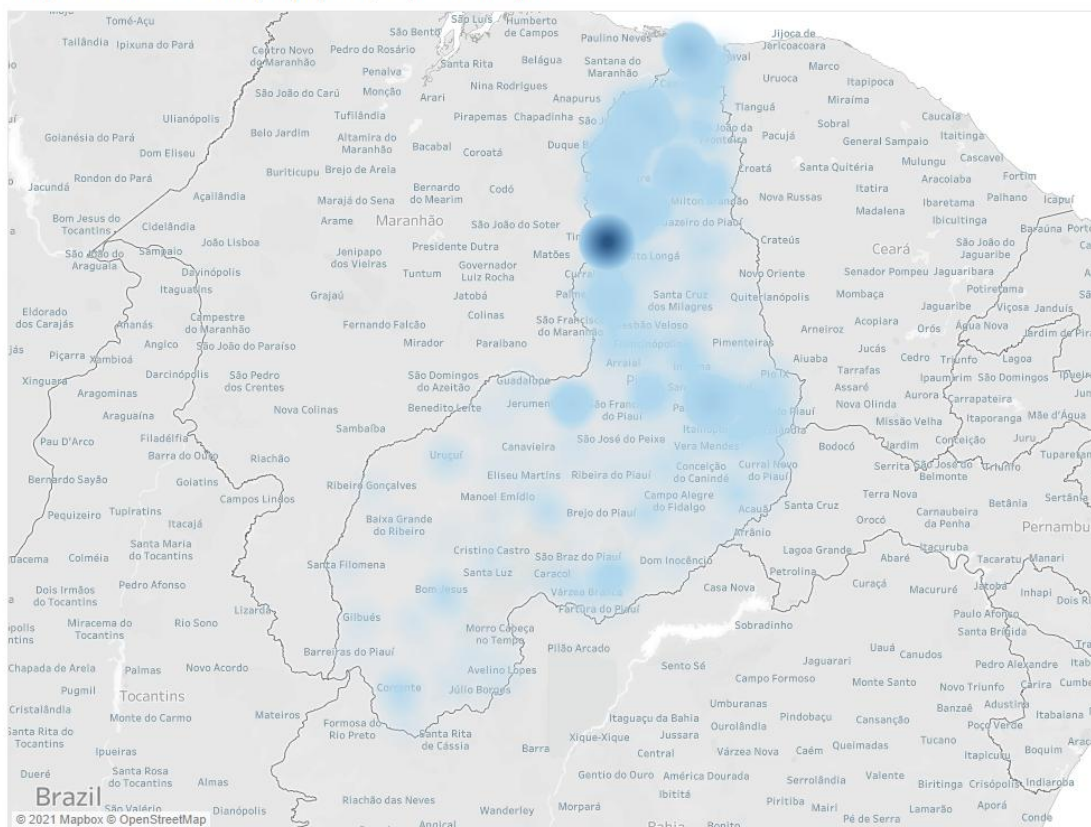 Tomé-Açu
São Luís
Humberto
de Campos
São Bento
Tailândia
Ipixuna do Pará
Centro Novo
do Maranhão
Pedro do Rosário
Paulino Neves
Jijoca de
Jericoacoara
Santa Rita
Belágua
Santana do
Maranhão
Marco
Penalva
Uruoca
Itapipoca
São João do Carú
Monção
Nina Rodrigues
Arari
Anapurus
Tianguá
Miraíma
Ulianópolis
Tufilândia
Pirapemas
Chapadinha
Sobral
Caucaia
Goianésia do Pará
Belo Jardim
Altamira do
Maranhão
Bacabal
Coroatá
Pacujá
General Sampaio
Itaitinga
Dom Eliseu
Rondon do Pará
Buriticupu
Brejo de Areia
Croatá
Santa Quitéria
Mulungu
Cascavel
Jacundá
Açailândia
Bernardo
do Mearim
Codó
Aracoiaba
Fortim
Bom Jesus do
Tocantins
Marajá do Sena
Itatira
Ibaretama
Palhano
Icapuí
Cidelândia
Arame
Maranhão
São João do Soter
Milton Brandão
Nova Russas
Madalena
Ibicuitinga
João Lisboa
Presidente Dutra
Crateús
Ceará
São João do
Araguaia
Sampaio
Jenipapo
dos Vieiras
Matões
São João do
Jaguaribe
Davinópolis
Tuntum
Governador
Luiz Rocha
Novo Oriente
Senador Pompeu
Jaguaribara
Itaguatins
Grajaú
Jatobá
Santa Cruz
dos Milagres
Quiterianópolis
Mombaça
Potiretama
Eldorado
dos Carajás
Ananás
Campestre
do Maranhão
Colinas
São Francisco
do Maranhão
Jaguaribe
Viçosa
Janduís
Angico
São João do Paraíso
Fernando Falcão
Arneiroz
Acopiara
Orós
Água Nova
Piçarra
Xambioá
Mirador
Paraibano
Pimenteiras
Jucás
Xinguara
Darcinópolis
São Pedro
dos Crentes
São Domingos
do Azeitão
Arraial
Aiuaba
Cedro
Triunfo
Lagoa
Aragominas
Guadalupe
Tarrafas
Assaré
Ipaumirim
São Domingos
Araguaína
Nova Colinas
Benedito Leite
Jerumenha
São Francisco
do Piauí
Nova Olinda
Aurora
Carrapateira
Sambaíba
Missão Velha
Itaporanga
Mãe d'Água
Pau D'Arco
Filadélfia
São José do Peixe
Jardim
Conceição
Juru
Barra do Ouro
Riachão
Uruçuí
Canavieira
Vera Mendes
Bodocó
Bernardo Sayão
Goiatins
Ribeiro Gonçalves
Eliseu Martins
Ribeira do Piauí
Conceição
do Canindé
Curral Novo
do Piauí
Serrita
São José do
Belmonte
Triunfo
Campos Lindos
Manoel Emídio
Campo Alegre
do Fidalgo
Santa Cruz
Terra Nova
Betânia
Pequizeiro
Tupiratins
Baixa Grande
do Ribeiro
Brejo do Piauí
Acauã
Carnaubeira
da Penha
Itacajá
Afrânio
Orocó
Colméia
Santa Maria
do Tocantins
Cristino Castro
São Braz do Piauí
Dom Inocêncio
Lagoa Grande
Abaré
Itacuruba
Tacaratu
Manari
Pedro Afonso
Santa Filomena
Santa Luz
Caracol
Casa Nova
Petrolina
Jatobá
Inhapi
Dois Irmãos
do Tocantins
Bom Jesus
Várzea Branca
Curaçá
Macururé
Lizarda
Gilbués
Fartura do Piauí
Sobradinho
Paulo Afonso
Miracema do
Tocantins
Rio Sono
Morro Cabeça
no Tempo
Santa Brígida
Barreiras do Piauí
Pilão Arcado
Uauá
Canudos
Chapada de Areia
Palmas
Novo Acordo
Avelino Lopes
Sento Sé
Jaguarari
Pedro Alexandre
Pugmil
Tocantins
Corrente
Júlio Borges
Campo Formoso
Monte Santo
Novo Triunfo
Carira
Cristalândia
Umburanas
Adustina
Monte do Carmo
Mateiros
Formosa do
Rio Preto
Santa Rita
de Cássia
Itaguaçu da Bahia
Ourolândia
Pindobaçu
Cansanção
Banzaê
Itabaiana
Santa Rita do
Tocantins
Xique-Xique
Jussara
Poço Verde
Ipueiras
Barra
Central
Várzea Nova
Caém
Queimadas
Tucano
Itapicuru
Boquim
Dueré
Santa Rosa
do Tocantins
Almas
Gentio do Ouro
América Dourada
Serrolândia
Valente
Biritinga
Crisópolis
Indiaroba
Brazil
Riachão das Neves
Ibititá
Piritiba
Mairi
Lamarão
Aporá
São Valério
Dianópolis
Wanderley
Morpará
Pé de Serra
Conde
© 2021 Mapbox © OpenStreetMap